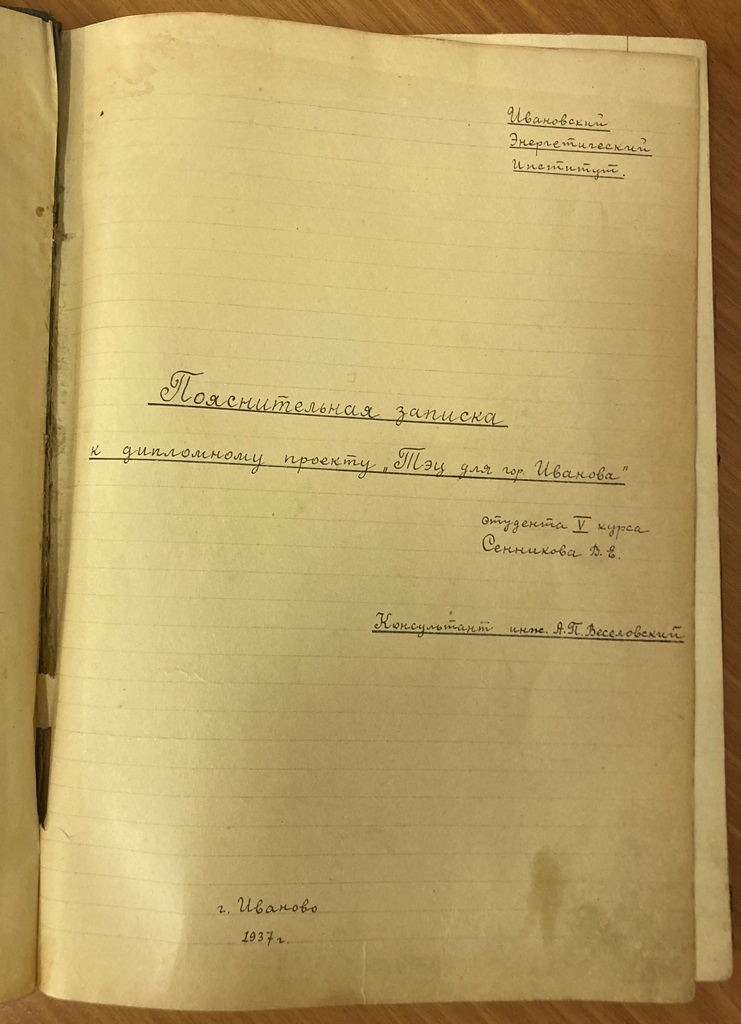 Ивановский
Энергетический
Институт.
Пояснительная записка
к дипломному проекту „Тэц для гор. Иванова"
студента V курса
Сенникова В. Е.
Консультант инж. А.П. Веселовский
г. Иваново
1937 г.